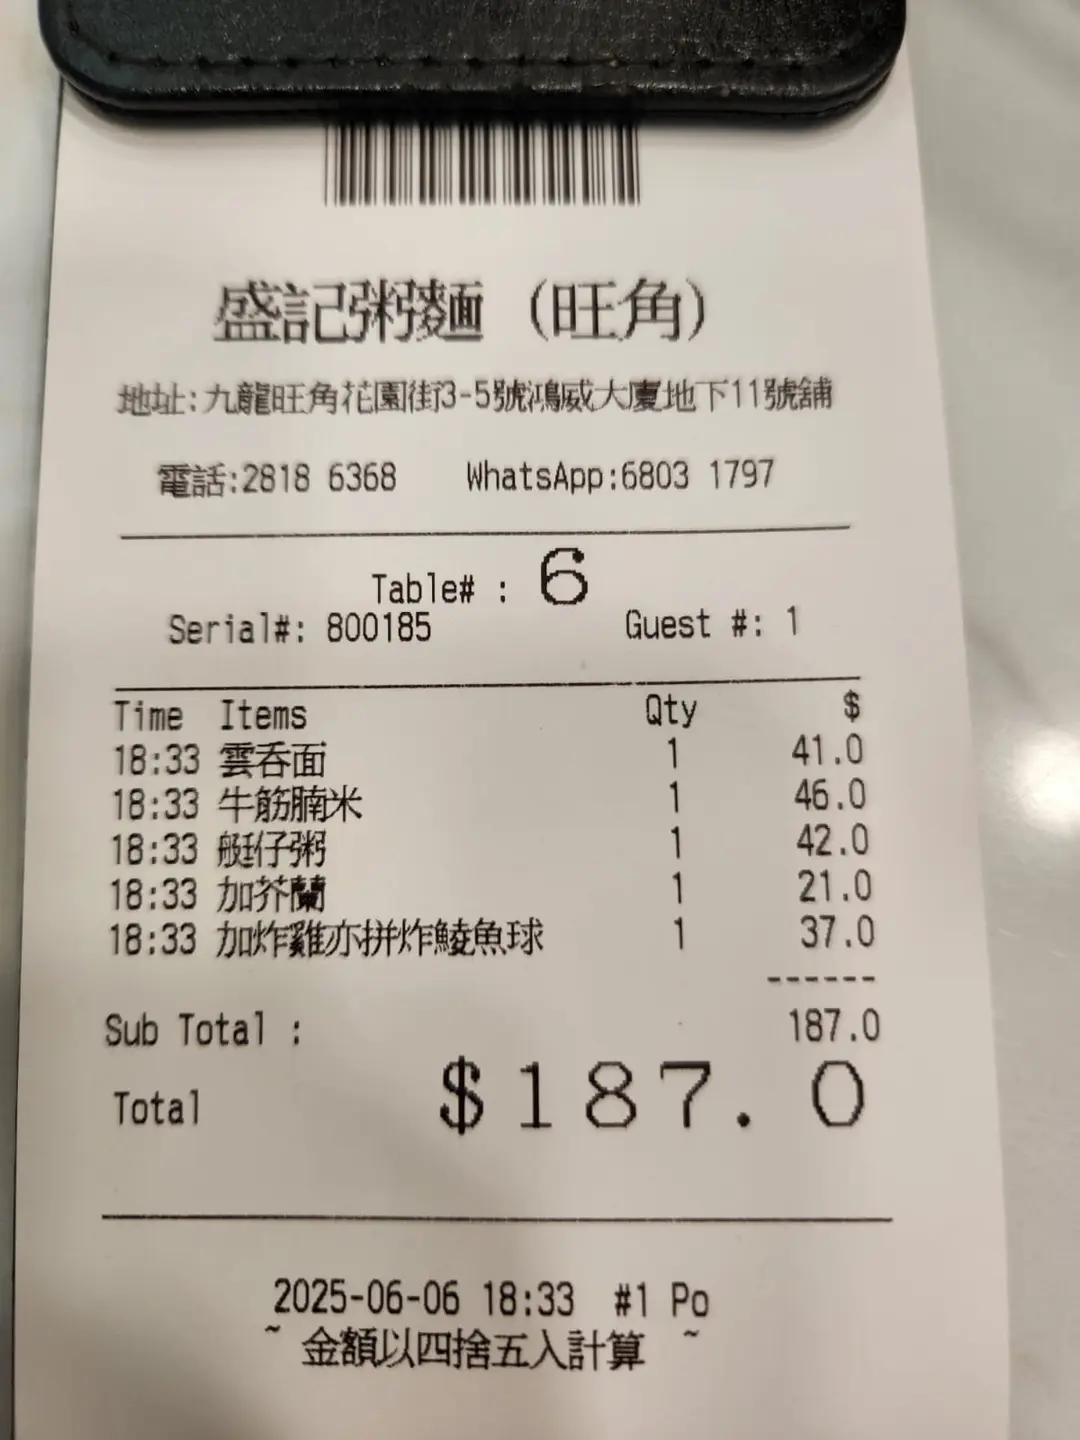 盛記粥麵 (旺角)
地址:九龍旺角花園街3-5號鴻威大廈地下11號舖
電話:2818 6368 WhatsApp:6803 1797
Table# : 6
Serial#: 800185 Guest #: 1
Time Items Qty $
18:33 雲吞面 1 41.0
18:33 牛筋腩米 1 46.0
18:33 艇仔粥 1 42.0
18:33 加芥蘭 1 21.0
18:33 加炸雞亦拼炸鯪魚球 1 37.0
------
Sub Total : 187.0
Total $187.0
2025-06-06 18:33 #1 Po
~ 金額以四捨五入計算 ~